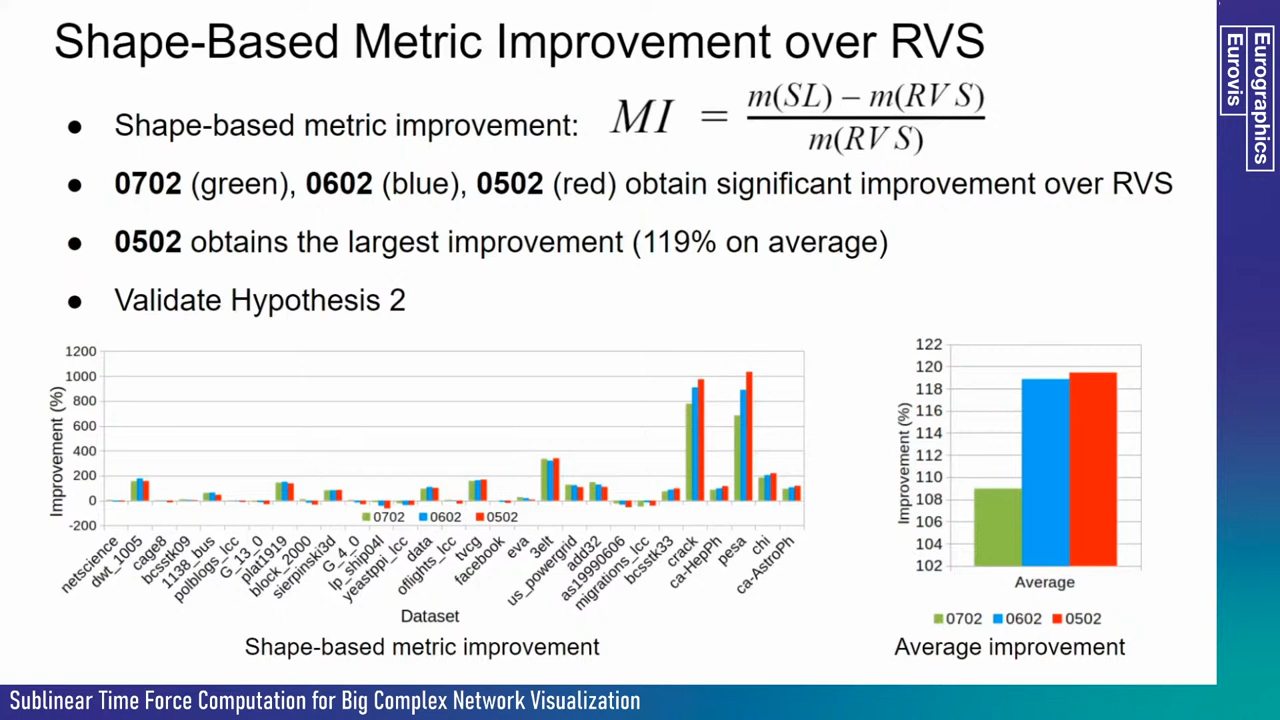 Shape-Based Metric Improvement over RVS
Eurovis
Eurographics
● Shape-based metric improvement: MI = m(SL) − m(RVS) / m(RVS)
● 0702 (green), 0602 (blue), 0502 (red) obtain significant improvement over RVS
● 0502 obtains the largest improvement (119% on average)
● Validate Hypothesis 2
Improvement (%)
1200
1000
800
600
400
200
0
-200
0702 0602 0502
netscience
dwt_1005
cage8
bcsstk09
1138_bus
polblogs_lcc
G_13_0
plat1919
block_2000
sierpinski3d
G_4_0
lp_ship04l
yeastppi_lcc
data
oflights_lcc
tvcg
facebook
eva
3elt
us_powergrid
add32
as19990606
migrations_lcc
bcsstk33
crack
ca-HepPh
pesa
chi
ca-AstroPh
Dataset
Shape-based metric improvement
Improvement (%)
122
120
118
116
114
112
110
108
106
104
102
Average
0702 0602 0502
Average improvement
Sublinear Time Force Computation for Big Complex Network Visualization